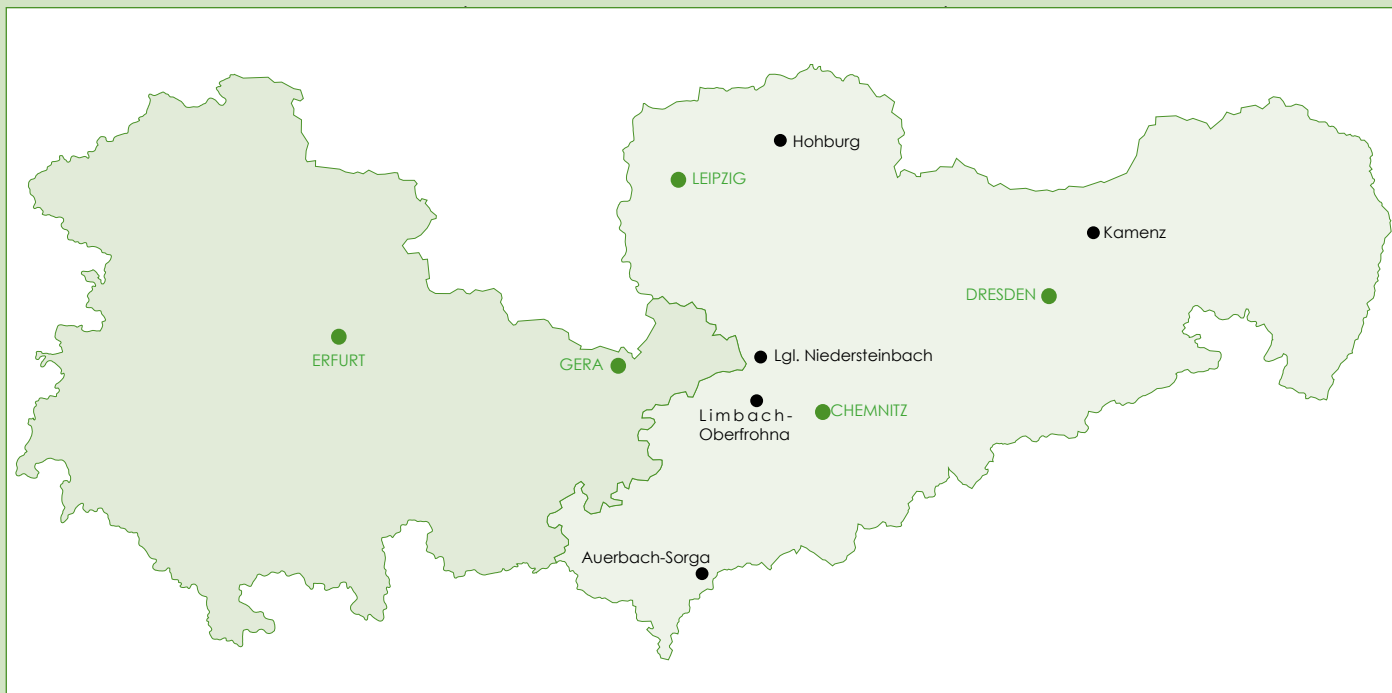 Hohburg
LEIPZIG
Kamenz
DRESDEN
ERFURT
GERA
Lgl. Niedersteinbach
Limbach-
Oberfrohna
CHEMNITZ
Auerbach-Sorga